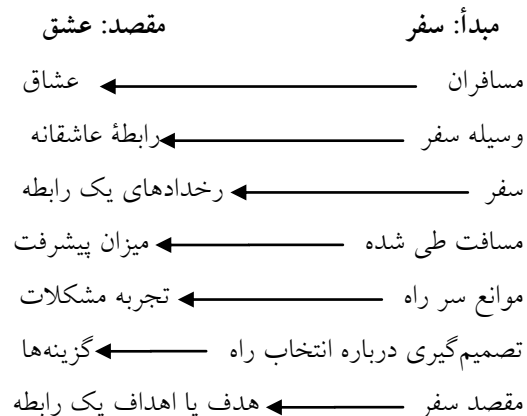 مبدأ: سفر مقصد: عشق
مسافران عشاق
وسیله سفر رابطهٔ عاشقانه
سفر رخدادهای یک رابطه
مسافت طی شده میزان پیشرفت
موانع سر راه تجربه مشکلات
تصمیم‌گیری درباره انتخاب راه گزینه‌ها
مقصد سفر هدف یا اهداف یک رابطه